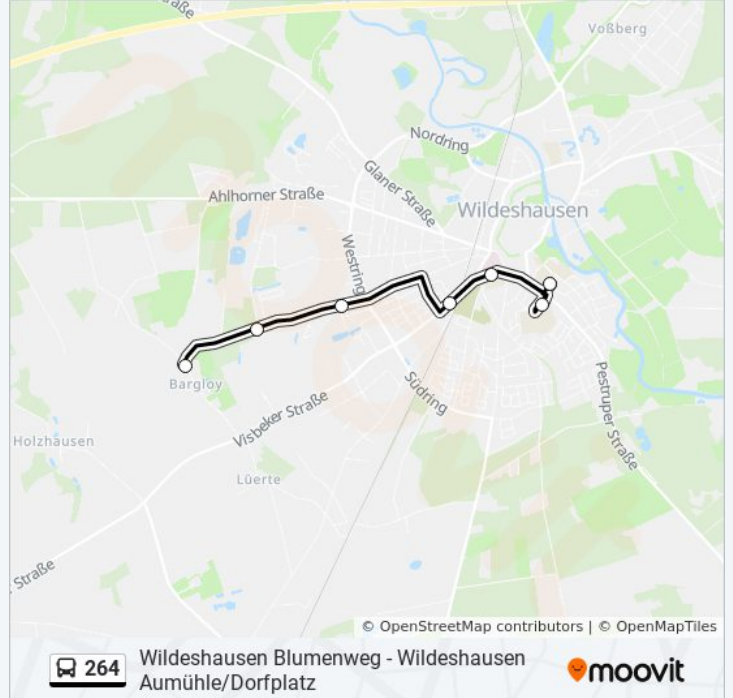 aße
Voßberg
Nordring
Glaner Straße
Ahlhorner Straße
Wildeshausen
Westring
Bargloy
Südring
Visbeker Straße
Pestruper Straße
Holzhausen
Lüerte
r Straße
© OpenStreetMap contributors | © OpenMapTiles
264
Wildeshausen Blumenweg - Wildeshausen
Aumühle/Dorfplatz
moovit